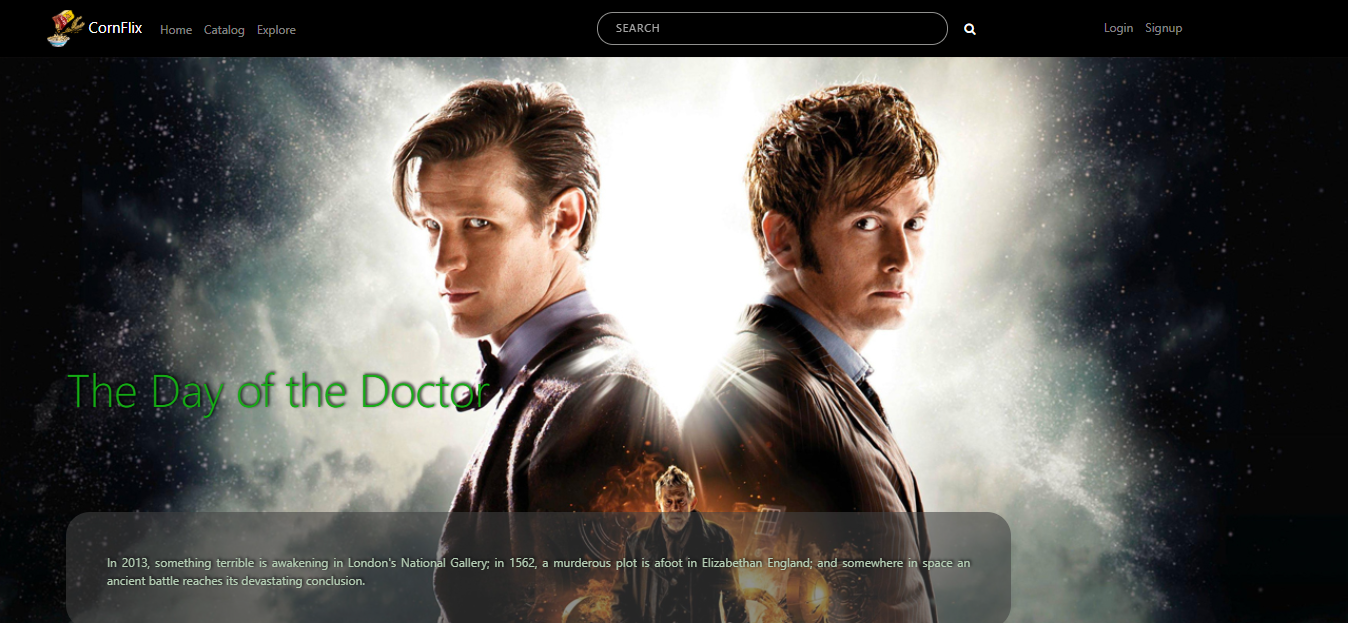 CornFlix
Home
Catalog
Explore
SEARCH
Login
Signup
The Day of the Doctor
In 2013, something terrible is awakening in London's National Gallery; in 1562, a murderous plot is afoot in Elizabethan England; and somewhere in space an
ancient battle reaches its devastating conclusion.